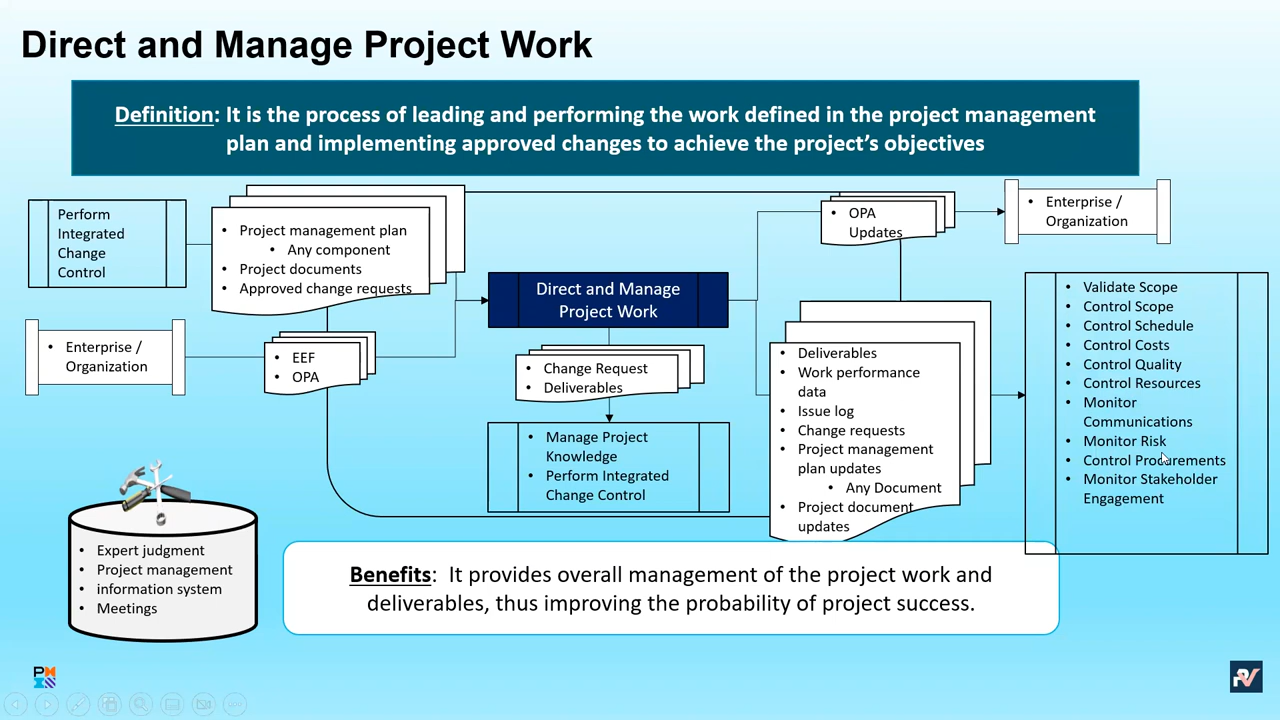 Direct and Manage Project Work
Definition: It is the process of leading and performing the work defined in the project management
plan and implementing approved changes to achieve the project's objectives
Perform
Integrated
Change
Control
• Project management plan
• Any component
• Project documents
• Approved change requests
• Enterprise /
Organization
• EEF
• OPA
Direct and Manage
Project Work
• Change Request
• Deliverables
• Manage Project
Knowledge
• Perform Integrated
Change Control
• OPA
Updates
• Enterprise /
Organization
• Deliverables
• Work performance
data
• Issue log
• Change requests
• Project management
plan updates
• Any Document
• Project document
updates
• Validate Scope
• Control Scope
• Control Schedule
• Control Costs
• Control Quality
• Control Resources
• Monitor
Communications
• Monitor Risk
• Control Procurements
• Monitor Stakeholder
Engagement
• Expert judgment
• Project management
• information system
• Meetings
Benefits: It provides overall management of the project work and
deliverables, thus improving the probability of project success.